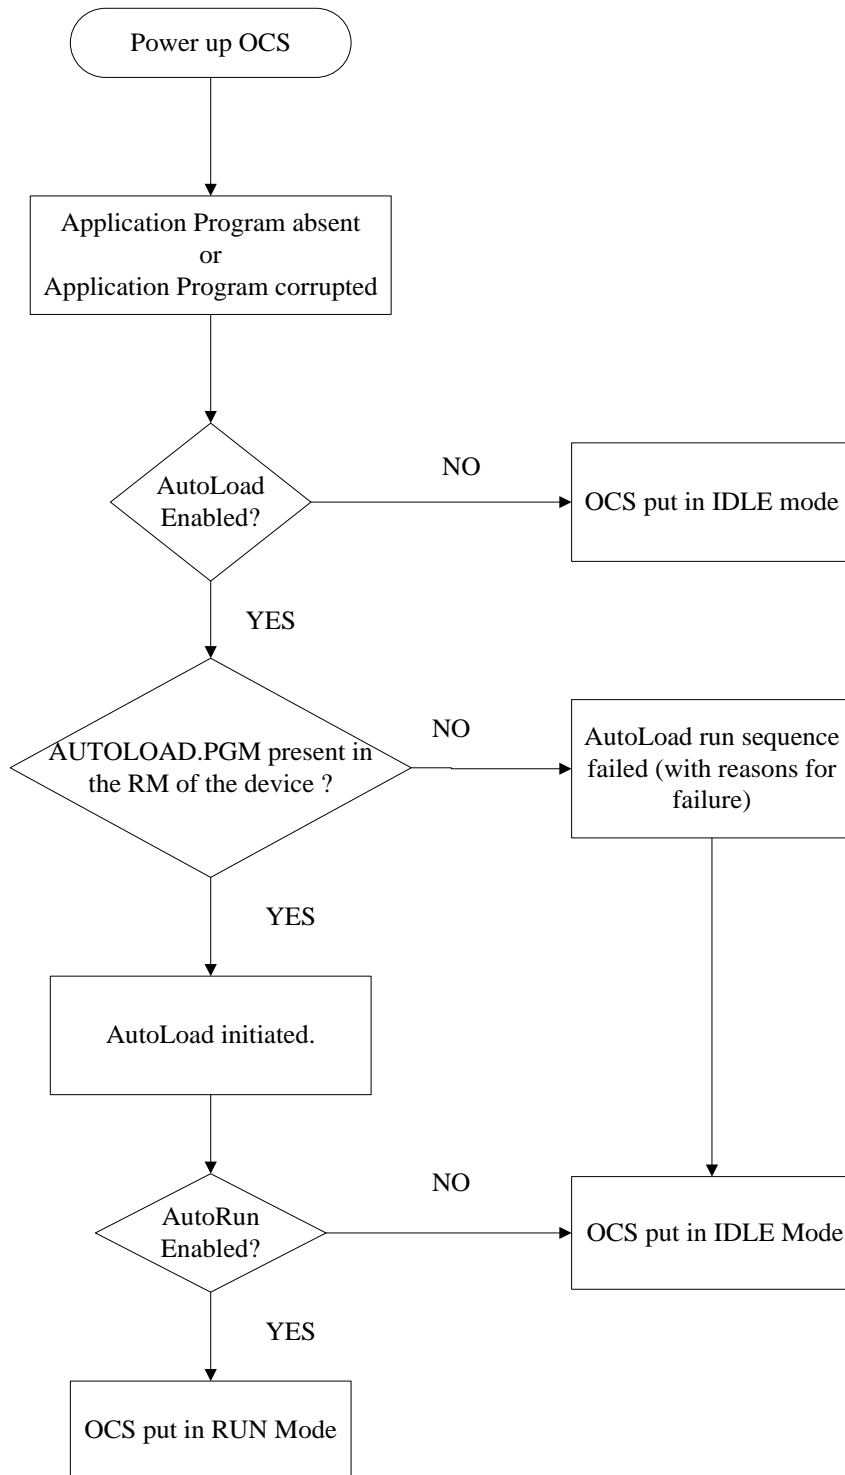 Power up OCS
Application Program absent
or
Application Program corrupted
AutoLoad
Enabled?
NO
OCS put in IDLE mode
YES
AUTOLOAD.PGM present in
the RM of the device ?
NO
AutoLoad run sequence
failed (with reasons for
failure)
YES
AutoLoad initiated.
AutoRun
Enabled?
NO
OCS put in IDLE Mode
YES
OCS put in RUN Mode